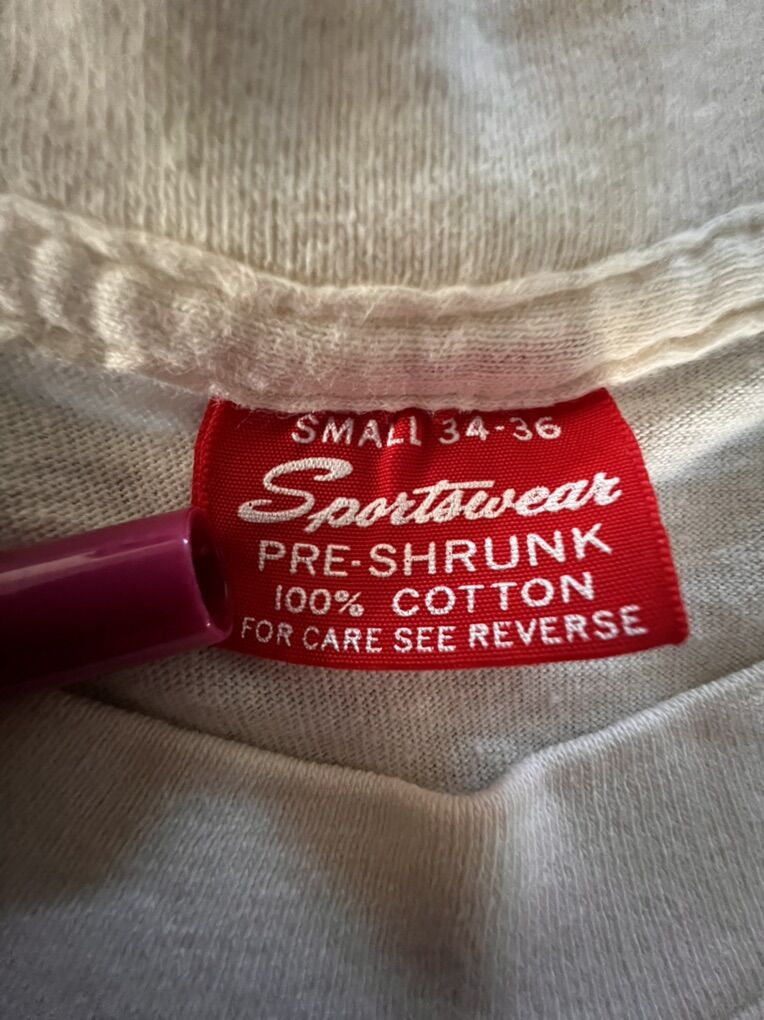 SMALL 34-36
Sportswear
PRE-SHRUNK
100% COTTON
FOR CARE SEE REVERSE